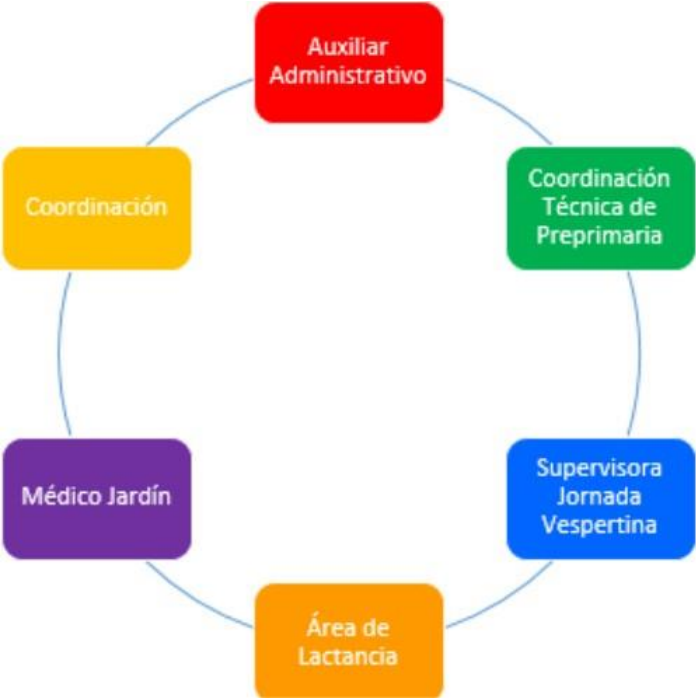 Auxiliar
Administrativo
Coordinación
Técnica de
Preprimaria
Supervisora
Jornada
Vespertina
Área de
Lactancia
Médico Jardín
Coordinación